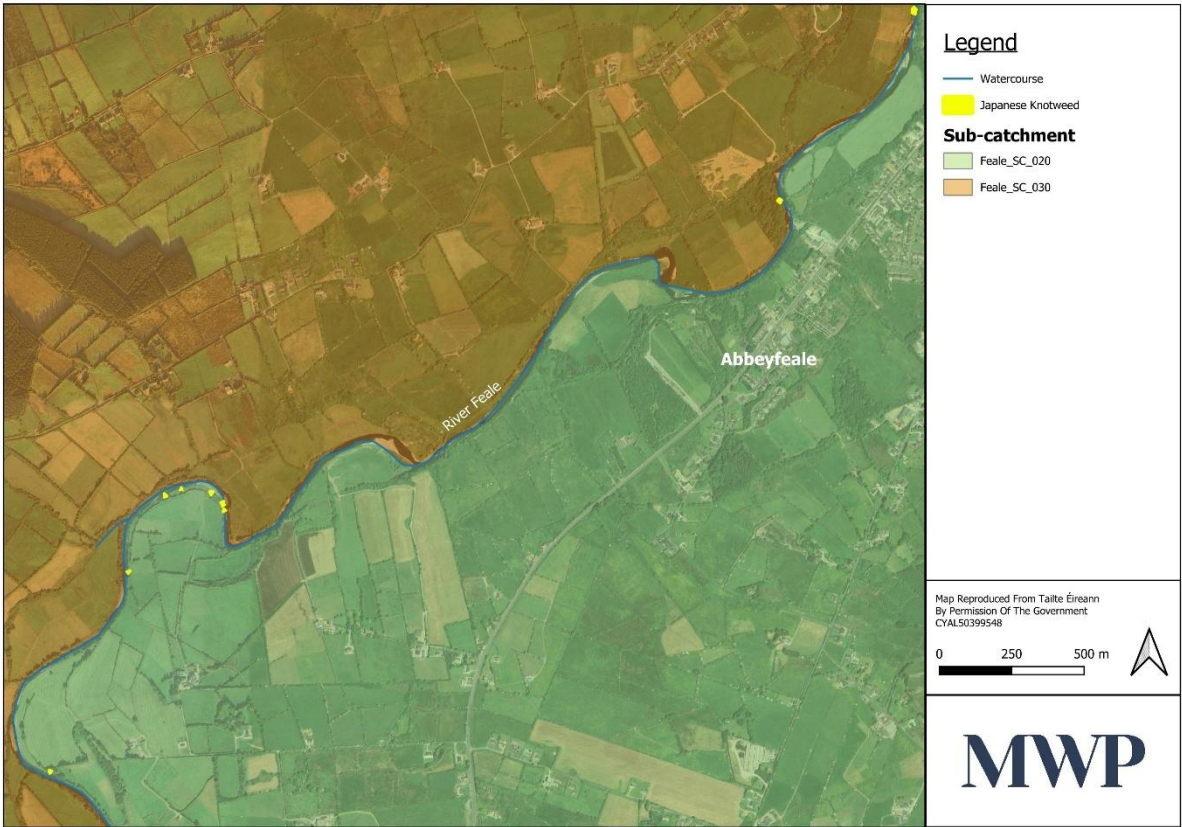 Legend
Watercourse
Japanese Knotweed
Sub-catchment
Feale_SC_020
Feale_SC_030
Abbeyfeale
River Feale
Map Reproduced From Tailte Éireann
By Permission Of The Government
CYAL50399548
0 250 500 m
MWP